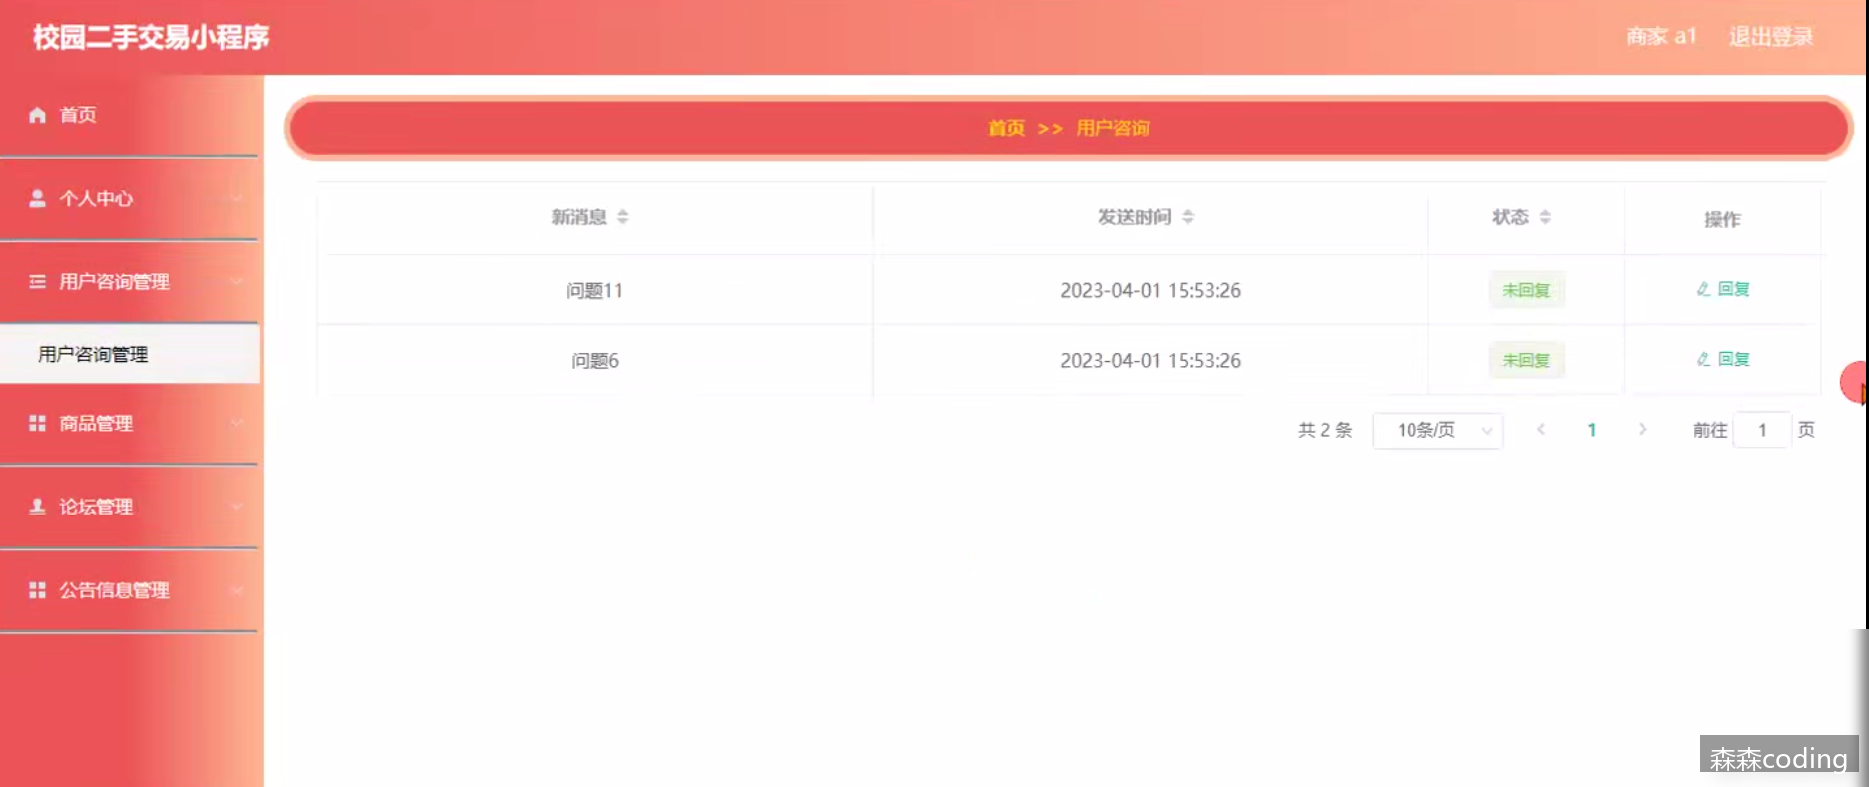 校园二手交易小程序
商家 a1 退出登录
首页
个人中心
用户咨询管理
用户咨询管理
商品管理
论坛管理
公告信息管理
首页 >> 用户咨询
新消息 发送时间 状态 操作
问题11 2023-04-01 15:53:26 未回复 回复
问题6 2023-04-01 15:53:26 未回复 回复
共 2 条 10条/页 1 前往 1 页
森森coding